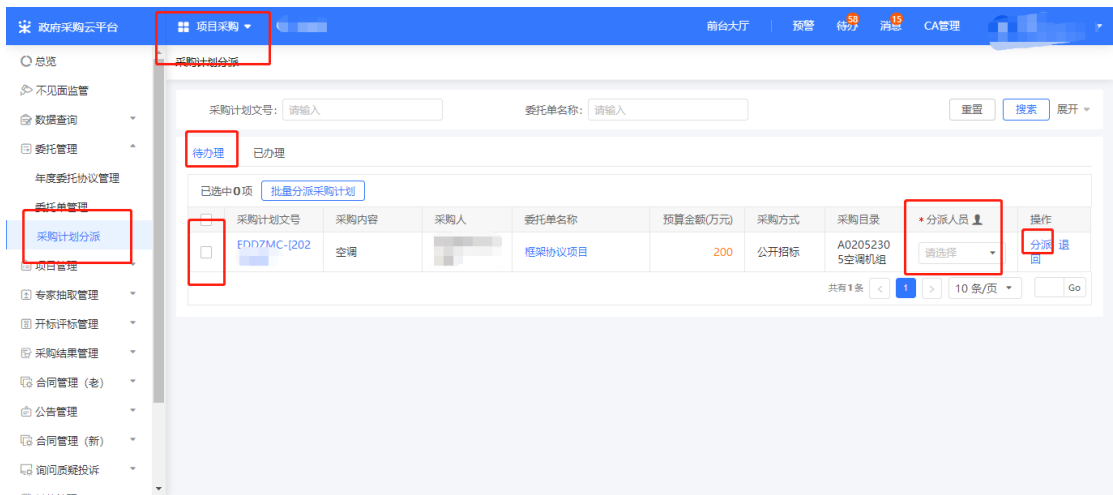 政府采购云平台
项目采购
前台大厅
预警
待办
58
消息
15
CA管理
总览
不见面监管
数据查询
委托管理
年度委托协议管理
委托单管理
采购计划分派
项目管理
专家抽取管理
开标评标管理
采购结果管理
合同管理（老）
公告管理
合同管理（新）
询问质疑投诉
采购计划分派
采购计划文号： 请输入
委托单名称： 请输入
重置 搜索 展开
待办理 已办理
已选中0项 批量分派采购计划
采购计划文号 采购内容 采购人 委托单名称 预算金额(万元) 采购方式 采购目录 *分派人员 操作
EDDZMC-[202 空调 框架协议项目 200 公开招标 A0205230 请选择 分派 退
5空调机组 回
共有1条 < 1 > 10 条/页 Go